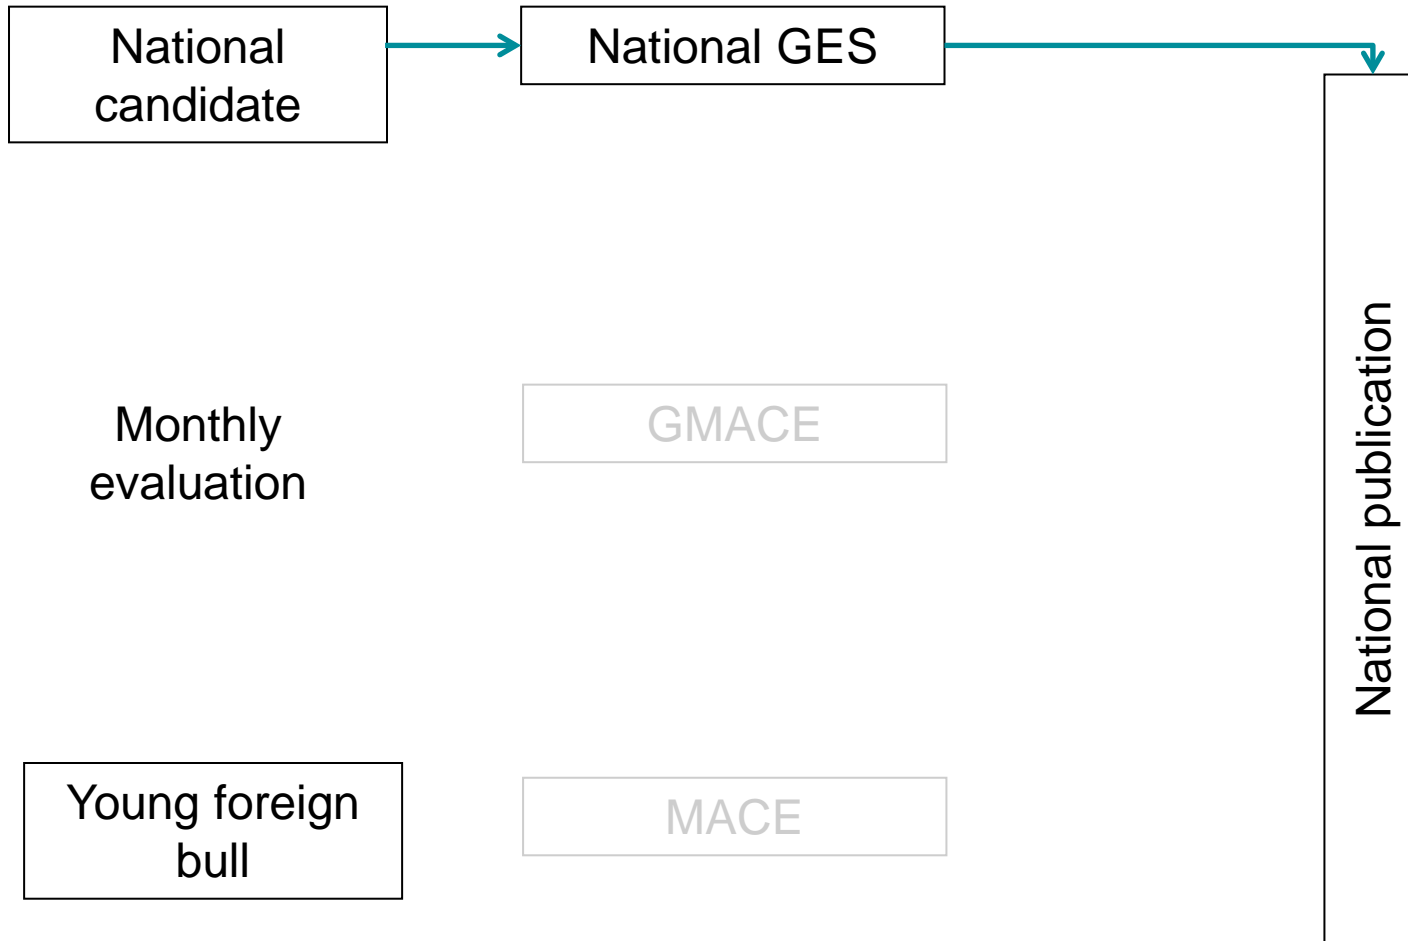 National
candidate
National GES
Monthly
evaluation
GMACE
National publication
Young foreign
bull
MACE